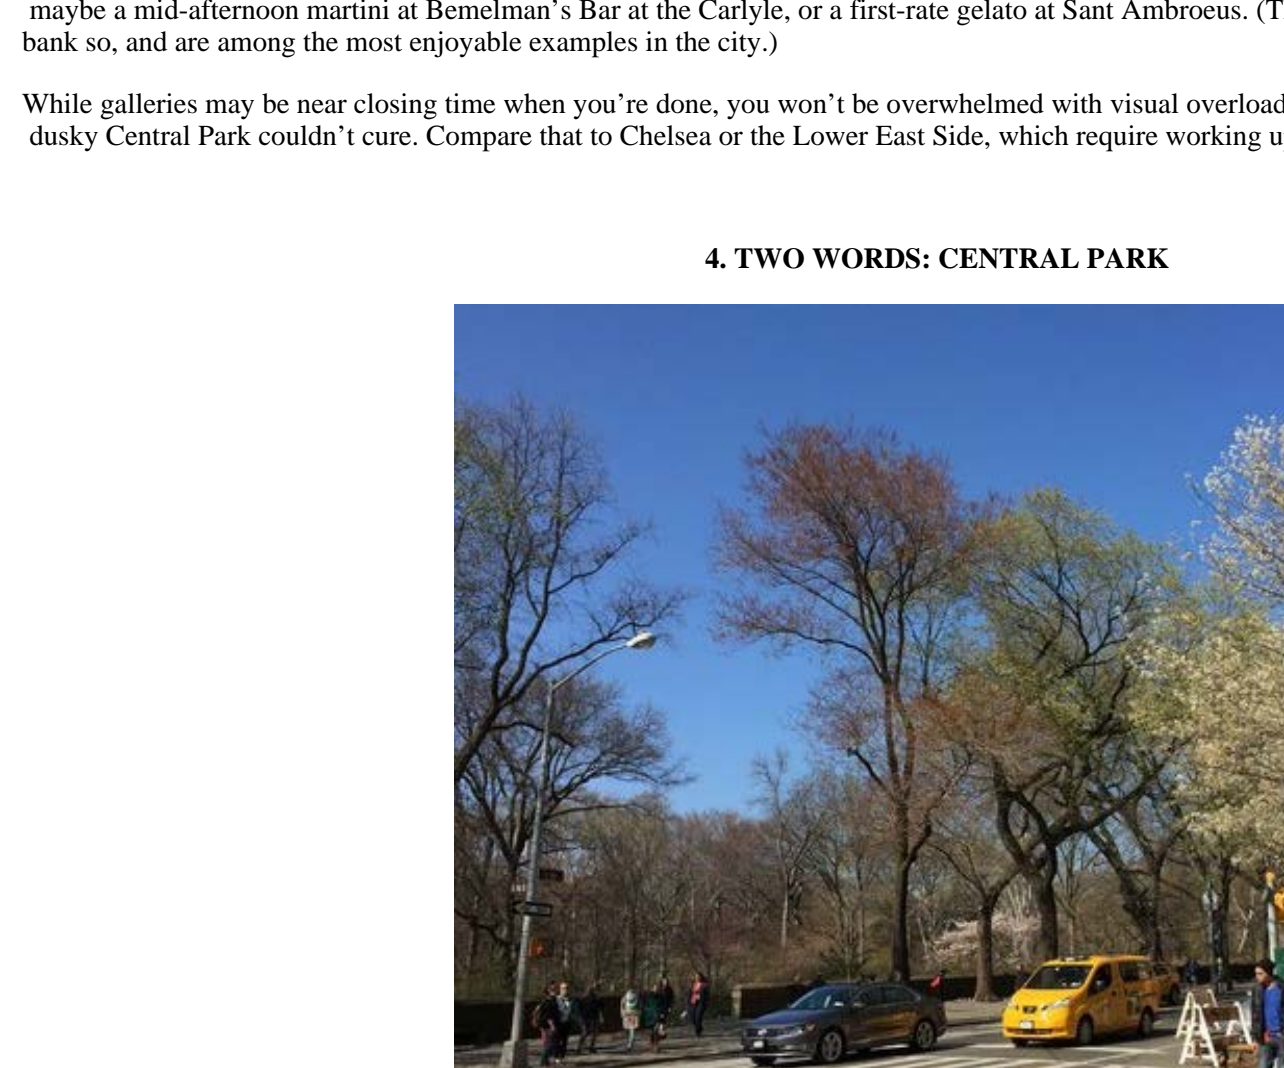 maybe a mid-afternoon martini at Bemelman’s Bar at the Carlyle, or a first-rate gelato at Sant Ambroeus. (T
bank so, and are among the most enjoyable examples in the city.)
While galleries may be near closing time when you’re done, you won’t be overwhelmed with visual overload
dusky Central Park couldn’t cure. Compare that to Chelsea or the Lower East Side, which require working u
4. TWO WORDS: CENTRAL PARK